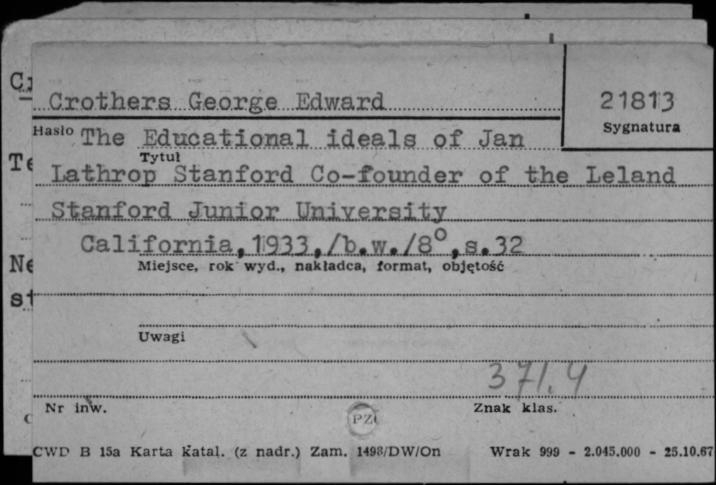 Crothers George Edward
21813
Hasło
Sygnatura
The Educational ideals of Jan
Tytuł
Lathrop Stanford Co-founder of the Leland
Stanford Junior University
California,1933,/b.w./8°,s.32
Miejsce, rok wyd., nakładca, format, objętość
Uwagi
371.4
Nr inw.
PZ
Znak klas.
CWD B 15a Karta katal. (z nadr.) Zam. 1498/DW/On Wrak 999 - 2.045.000 - 25.10.67